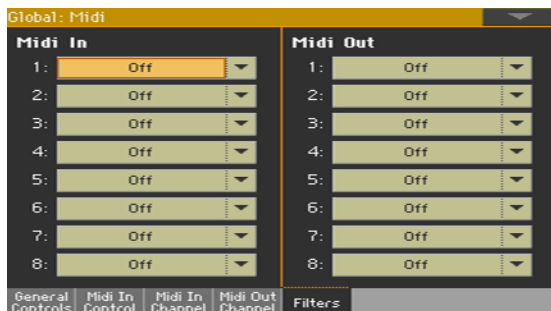 Global: Midi
Midi In Midi Out
1: Off 1: Off
2: Off 2: Off
3: Off 3: Off
4: Off 4: Off
5: Off 5: Off
6: Off 6: Off
7: Off 7: Off
8: Off 8: Off
General Midi In Midi In Midi Out Filters
Controls Control Channel Channel